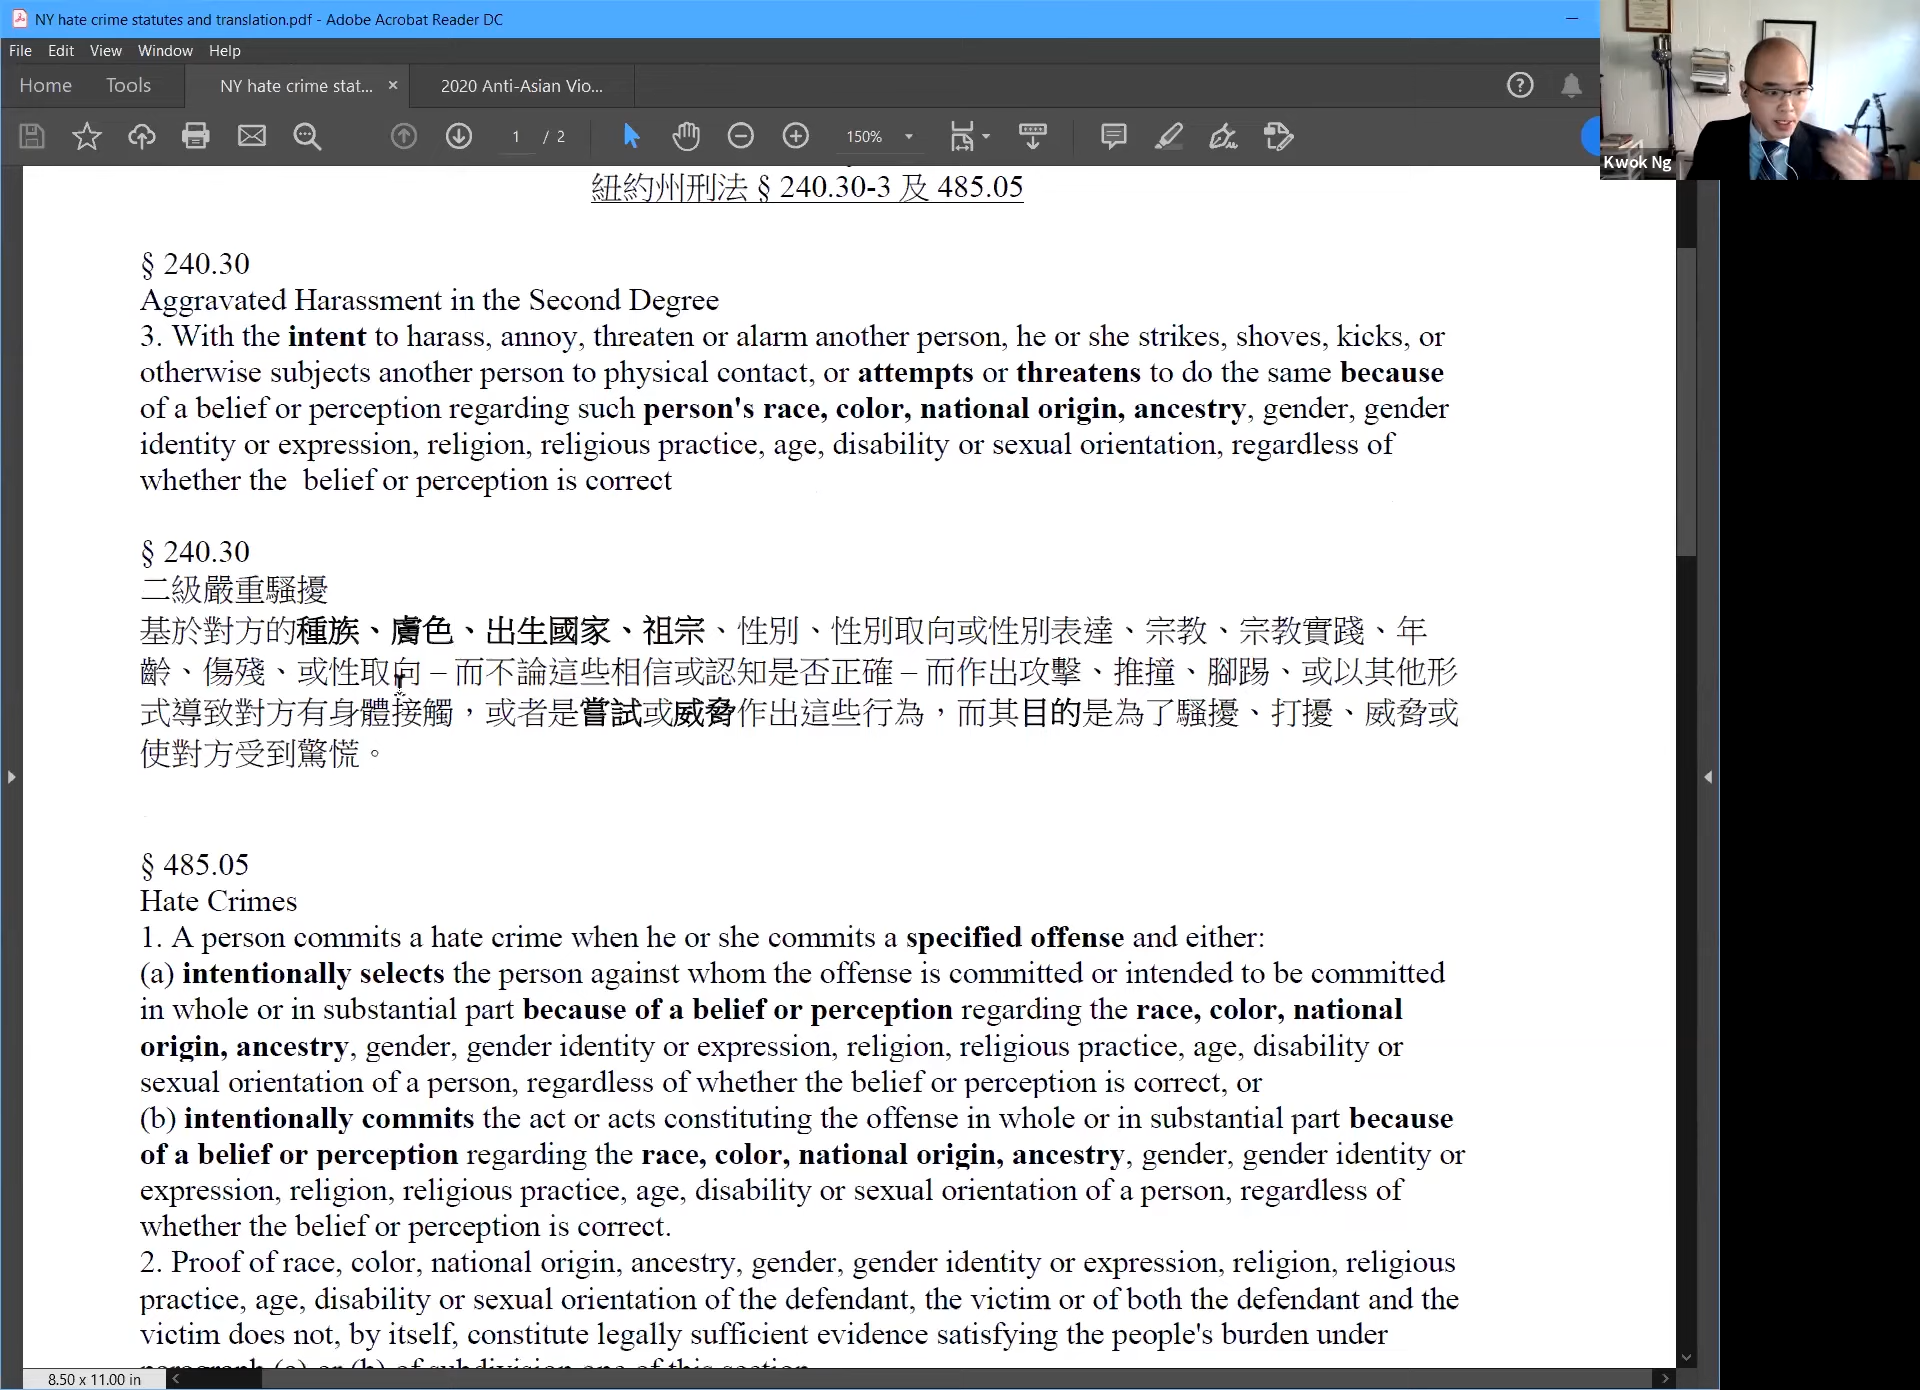 NY hate crime statutes and translation.pdf - Adobe Acrobat Reader DC
File Edit View Window Help
Home Tools NY hate crime stat... × 2020 Anti-Asian Vio...
1 / 2 150%
Kwok Ng
紐約州刑法 § 240.30-3 及 485.05
§ 240.30
Aggravated Harassment in the Second Degree
3. With the intent to harass, annoy, threaten or alarm another person, he or she strikes, shoves, kicks, or
otherwise subjects another person to physical contact, or attempts or threatens to do the same because
of a belief or perception regarding such person's race, color, national origin, ancestry, gender, gender
identity or expression, religion, religious practice, age, disability or sexual orientation, regardless of
whether the belief or perception is correct
§ 240.30
二級嚴重騷擾
基於對方的種族、膚色、出生國家、祖宗、性別、性別取向或性別表達、宗教、宗教實踐、年
齡、傷殘、或性取向 – 而不論這些相信或認知是否正確 – 而作出攻擊、推撞、腳踢、或以其他形
式導致對方有身體接觸，或者是嘗試或威脅作出這些行為，而其目的是為了騷擾、打擾、威脅或
使對方受到驚慌。
§ 485.05
Hate Crimes
1. A person commits a hate crime when he or she commits a specified offense and either:
(a) intentionally selects the person against whom the offense is committed or intended to be committed
in whole or in substantial part because of a belief or perception regarding the race, color, national
origin, ancestry, gender, gender identity or expression, religion, religious practice, age, disability or
sexual orientation of a person, regardless of whether the belief or perception is correct, or
(b) intentionally commits the act or acts constituting the offense in whole or in substantial part because
of a belief or perception regarding the race, color, national origin, ancestry, gender, gender identity or
expression, religion, religious practice, age, disability or sexual orientation of a person, regardless of
whether the belief or perception is correct.
2. Proof of race, color, national origin, ancestry, gender, gender identity or expression, religion, religious
practice, age, disability or sexual orientation of the defendant, the victim or of both the defendant and the
victim does not, by itself, constitute legally sufficient evidence satisfying the people's burden under
paragraph (a) or (b) of subdivision one of this section.
8.50 x 11.00 in